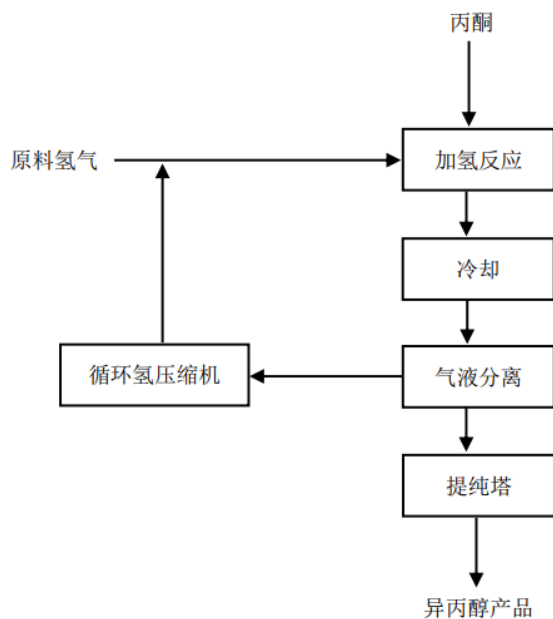 丙酮
原料氢气
加氢反应
冷却
循环氢压缩机
气液分离
提纯塔
异丙醇产品